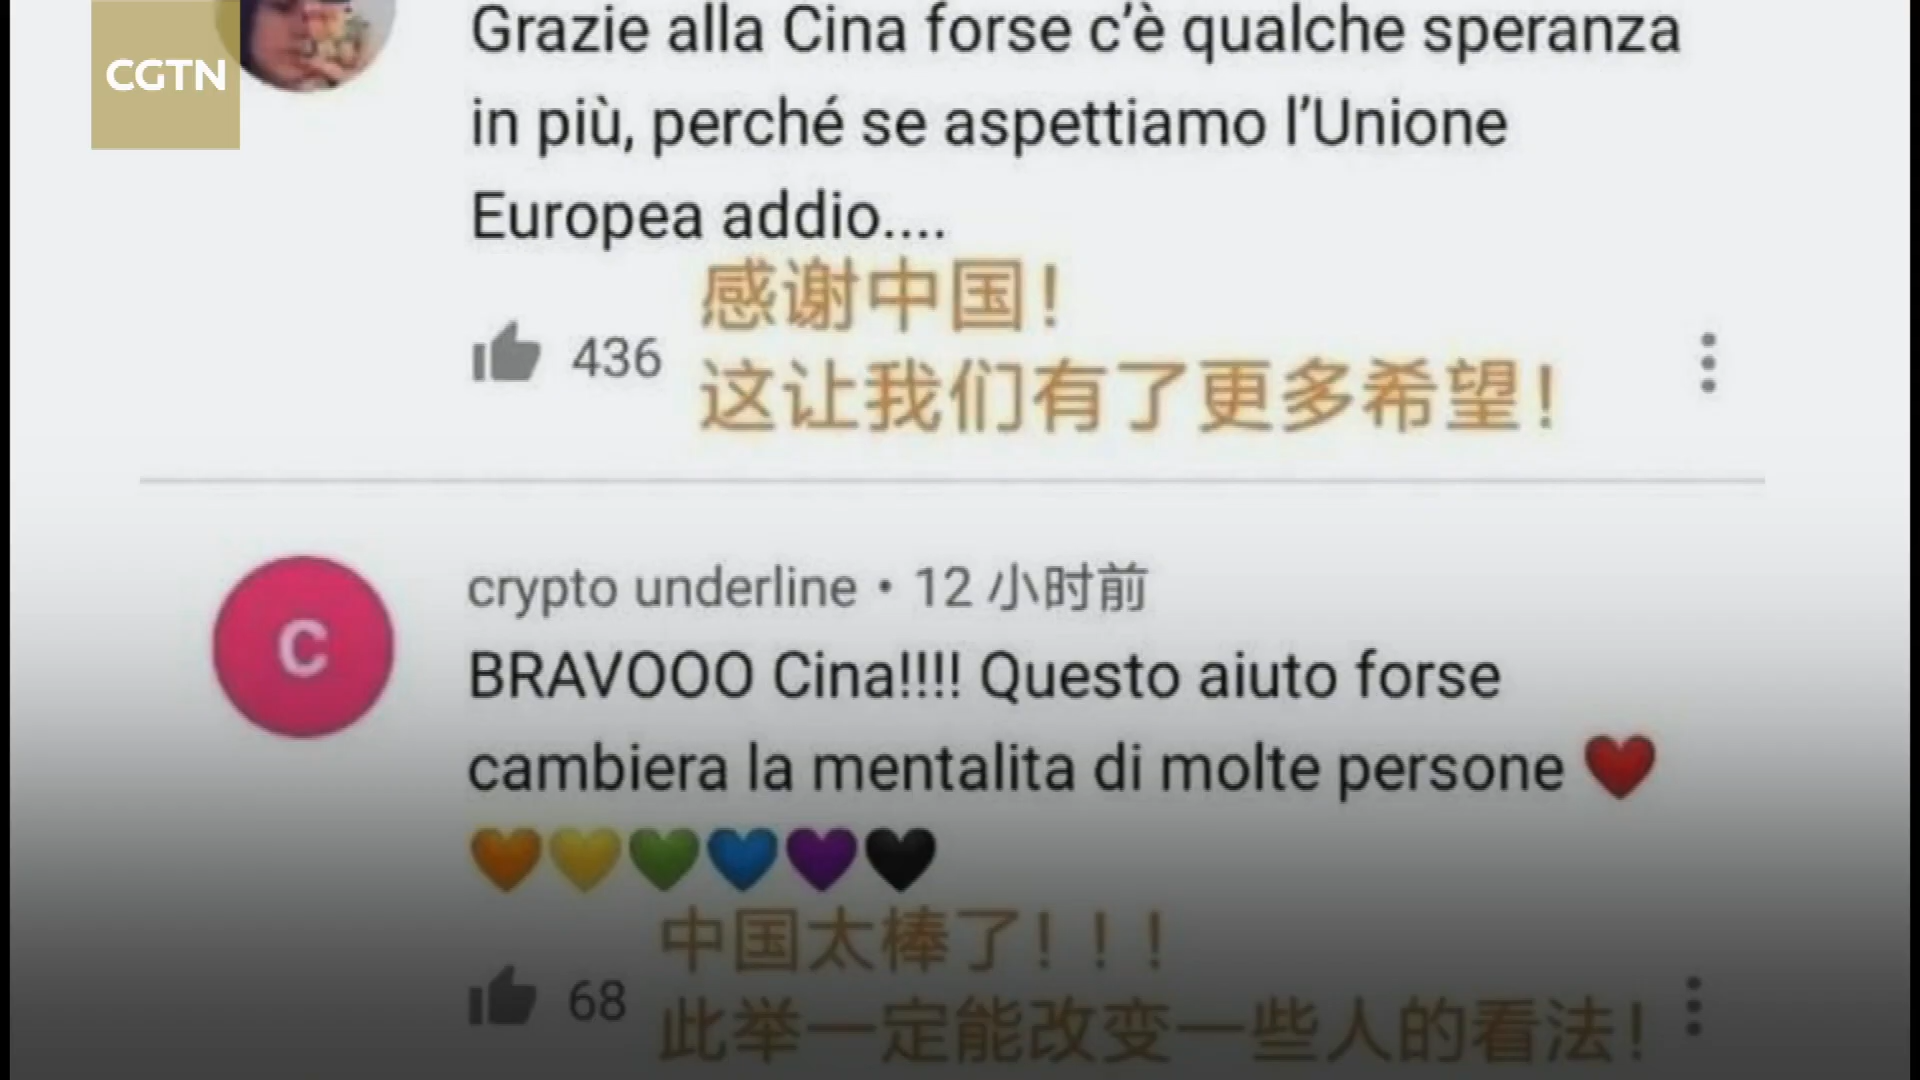 CGTN
Grazie alla Cina forse c’è qualche speranza
in più, perché se aspettiamo l’Unione
Europea addio....
感谢中国！
436
这让我们有了更多希望！
C
crypto underline • 12 小时前
BRAVOOO Cina!!!! Questo aiuto forse
cambiera la mentalita di molte persone ❤️
🧡💛💚💙💜🖤
中国太棒了！！！
68
此举一定能改变一些人的看法！